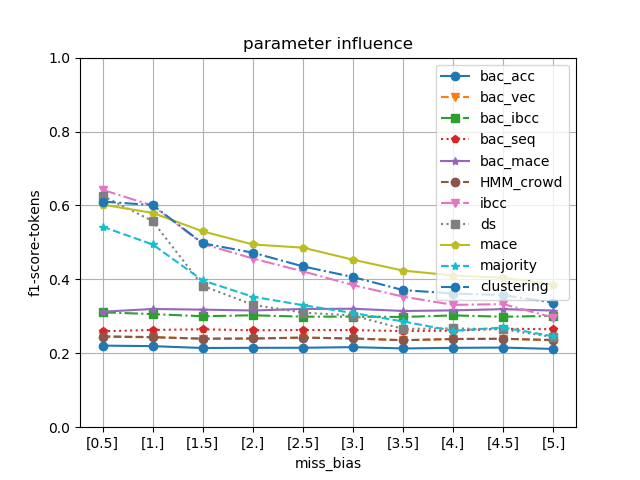 parameter influence
1.0
0.8
0.6
0.4
0.2
0.0
f1-score-tokens
bac_acc
bac_vec
bac_ibcc
bac_seq
bac_mace
HMM_crowd
ibcc
ds
mace
majority
clustering
[0.5] [1.] [1.5] [2.] [2.5] [3.] [3.5] [4.] [4.5] [5.]
miss_bias